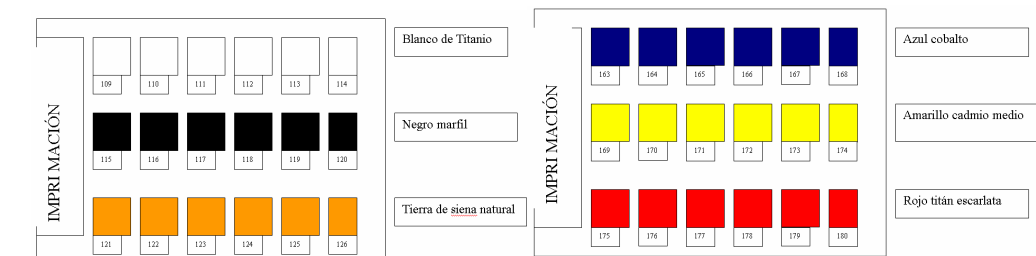 IMPRI MACIÓN
109 110 111 112 113 114
Blanco de Titanio
115 116 117 118 119 120
Negro marfil
121 122 123 124 125 126
Tierra de siena natural
IMPRI MACIÓN
163 164 165 166 167 168
Azul cobalto
169 170 171 172 173 174
Amarillo cadmio medio
175 176 177 178 179 180
Rojo titán escarlata